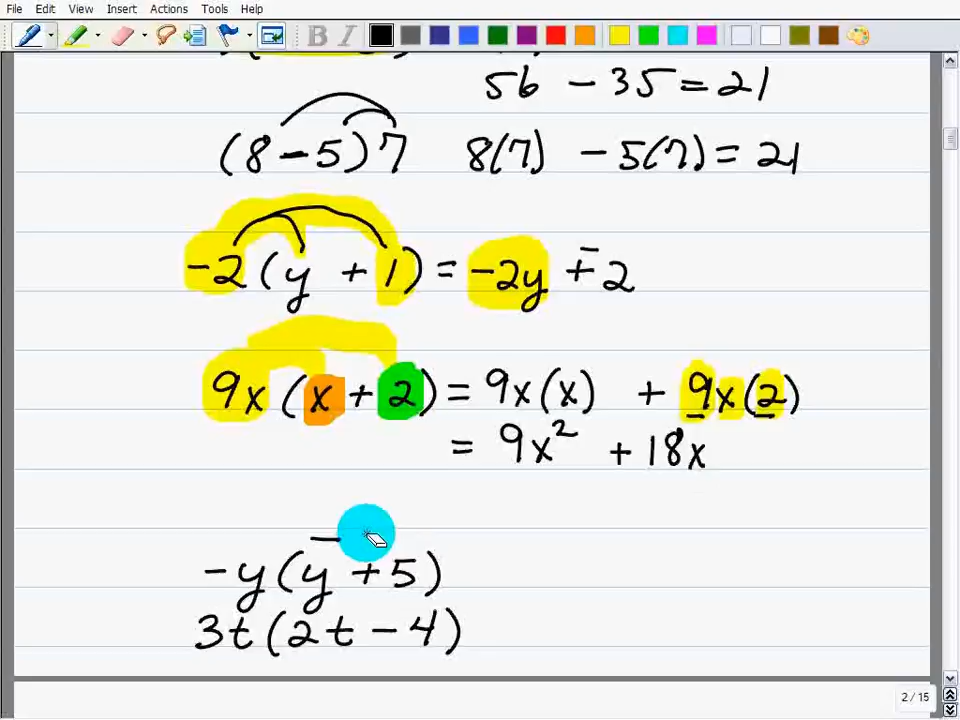 File Edit View Insert Actions Tools Help
B I
56 - 35 = 21
(8 - 5)7 8(7) - 5(7) = 21
-2(y + 1) = -2y + - 2
9x(x + 2) = 9x(x) + 9x(2)
= 9x² + 18x
-y(y + 5)
3t(2t - 4)
2 / 15